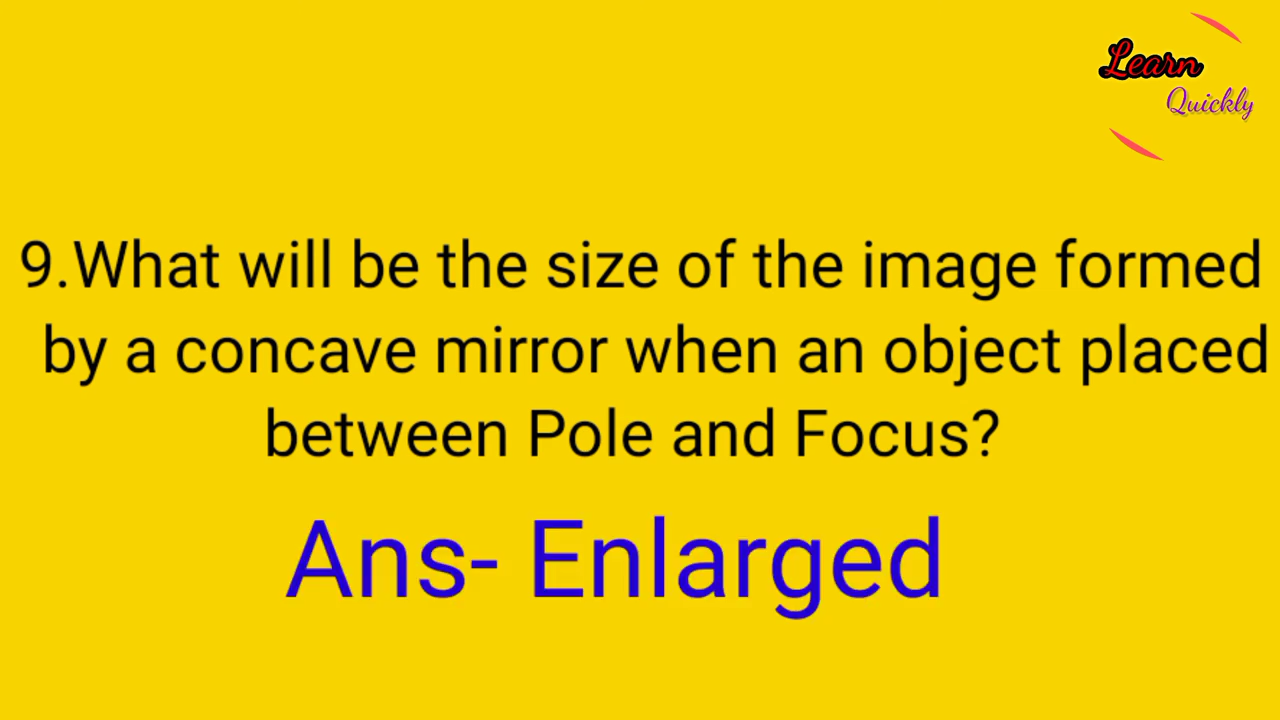 Learn
Quickly
9.What will be the size of the image formed
by a concave mirror when an object placed
between Pole and Focus?
Ans- Enlarged